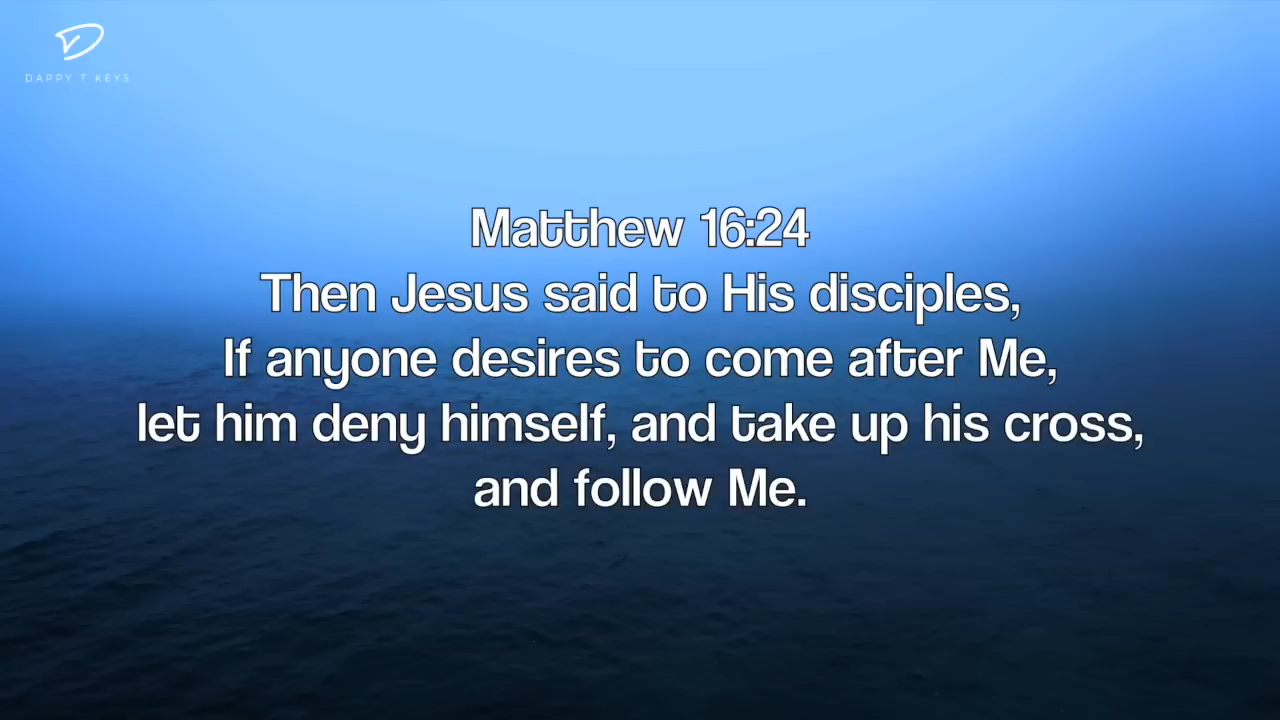 DAPPY T KEYS
Matthew 16:24
Then Jesus said to His disciples,
If anyone desires to come after Me,
let him deny himself, and take up his cross,
and follow Me.